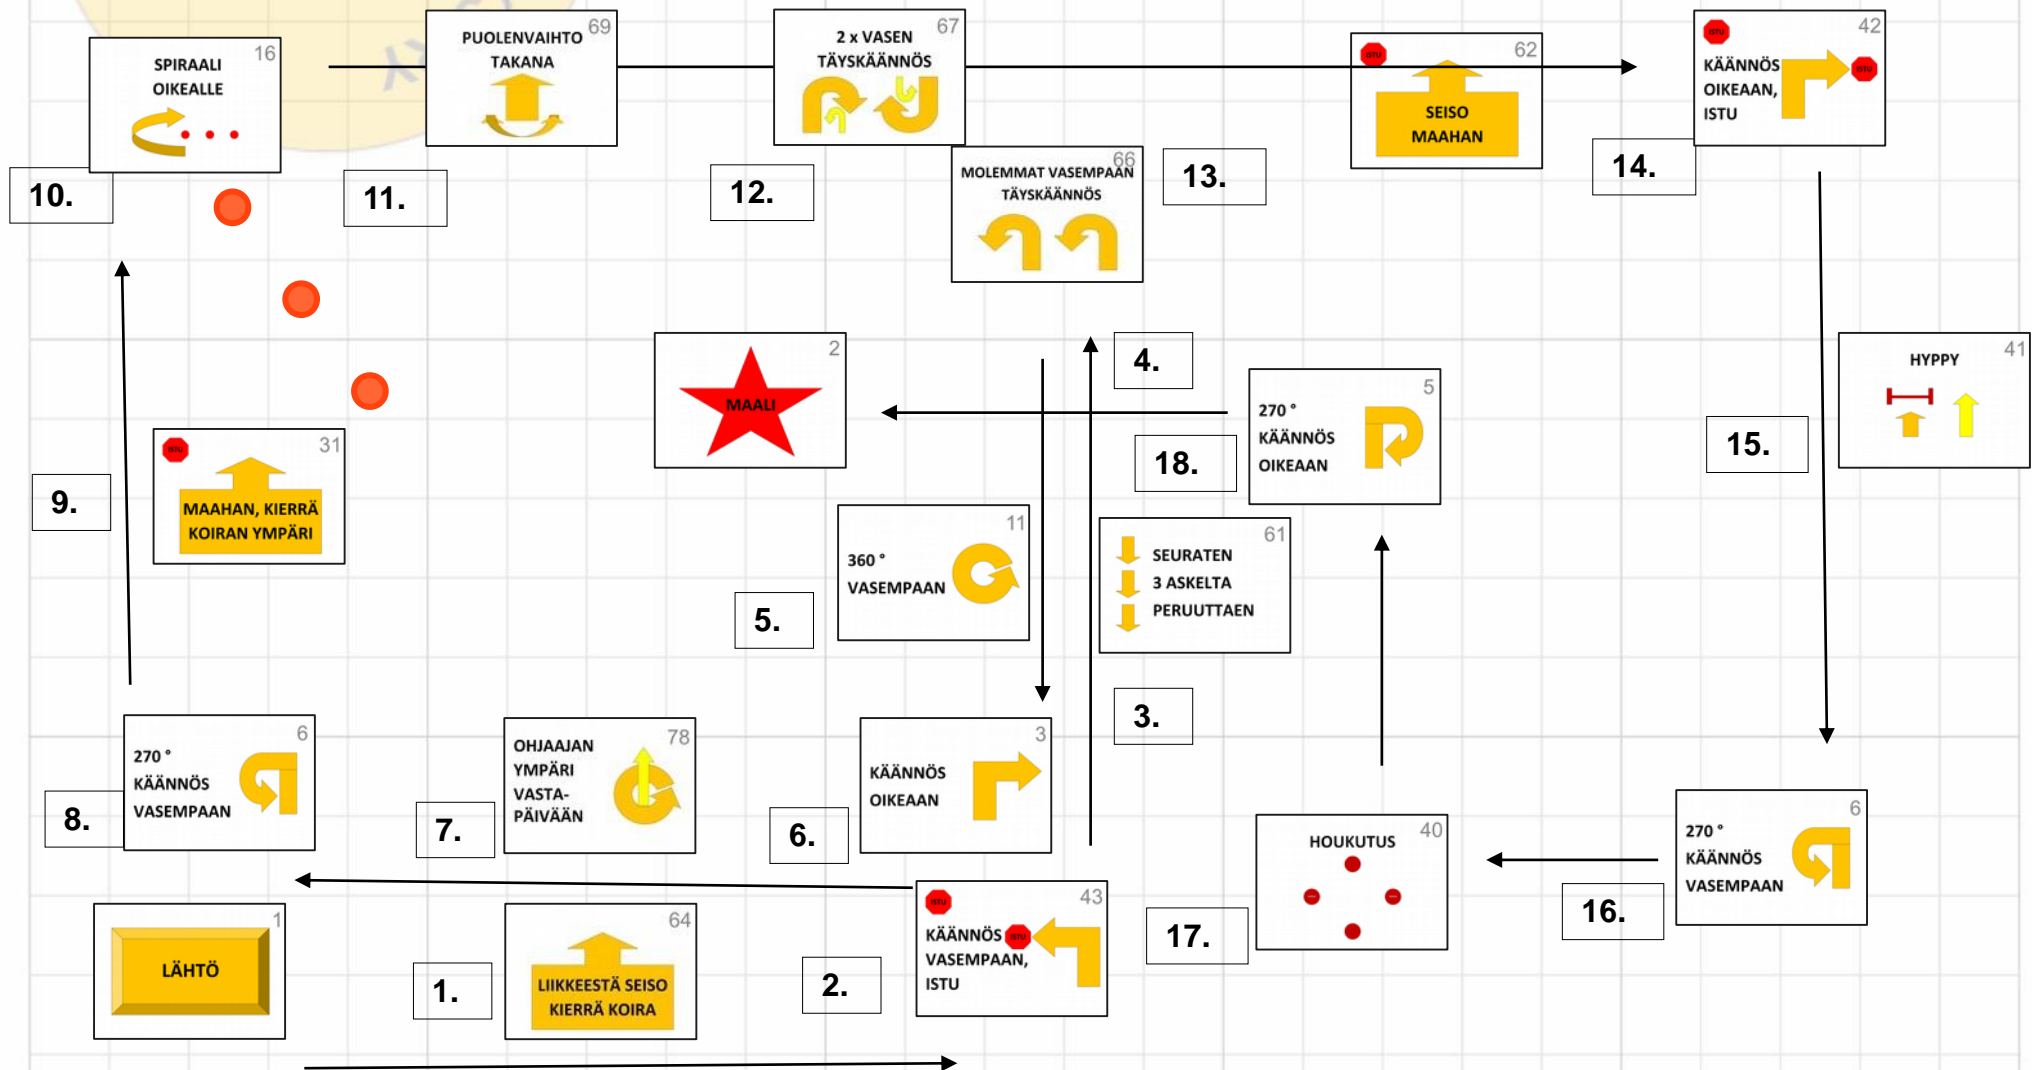 16
SPIRAALI
OIKEALLE
10.
69
PUOLENVAIHTO
TAKANA
11.
67
2 x VASEN
TÄYSKÄÄNNÖS
12.
66
MOLEMMAT VASEMPAAN
TÄYSKÄÄNNÖS
13.
62
ISTU
SEISO
MAAHAN
14.
42
ISTU
KÄÄNNÖS
OIKEAAN,
ISTU
ISTU
2
MAALI
4.
5
270 °
KÄÄNNÖS
OIKEAAN
18.
41
HYPPY
15.
31
ISTU
MAAHAN, KIERRÄ
KOIRAN YMPÄRI
9.
11
360 °
VASEMPAAN
5.
61
SEURATEN
3 ASKELTA
PERUUTTAEN
3.
6
270 °
KÄÄNNÖS
VASEMPAAN
8.
78
OHJAAJAN
YMPÄRI
VASTA-
PÄIVÄÄN
7.
3
KÄÄNNÖS
OIKEAAN
6.
40
HOUKUTUS
17.
6
270 °
KÄÄNNÖS
VASEMPAAN
16.
1
LÄHTÖ
1.
64
LIIKKEESTÄ SEISO
KIERRÄ KOIRA
2.
43
ISTU
KÄÄNNÖS
ISTU
VASEMPAAN,
ISTU